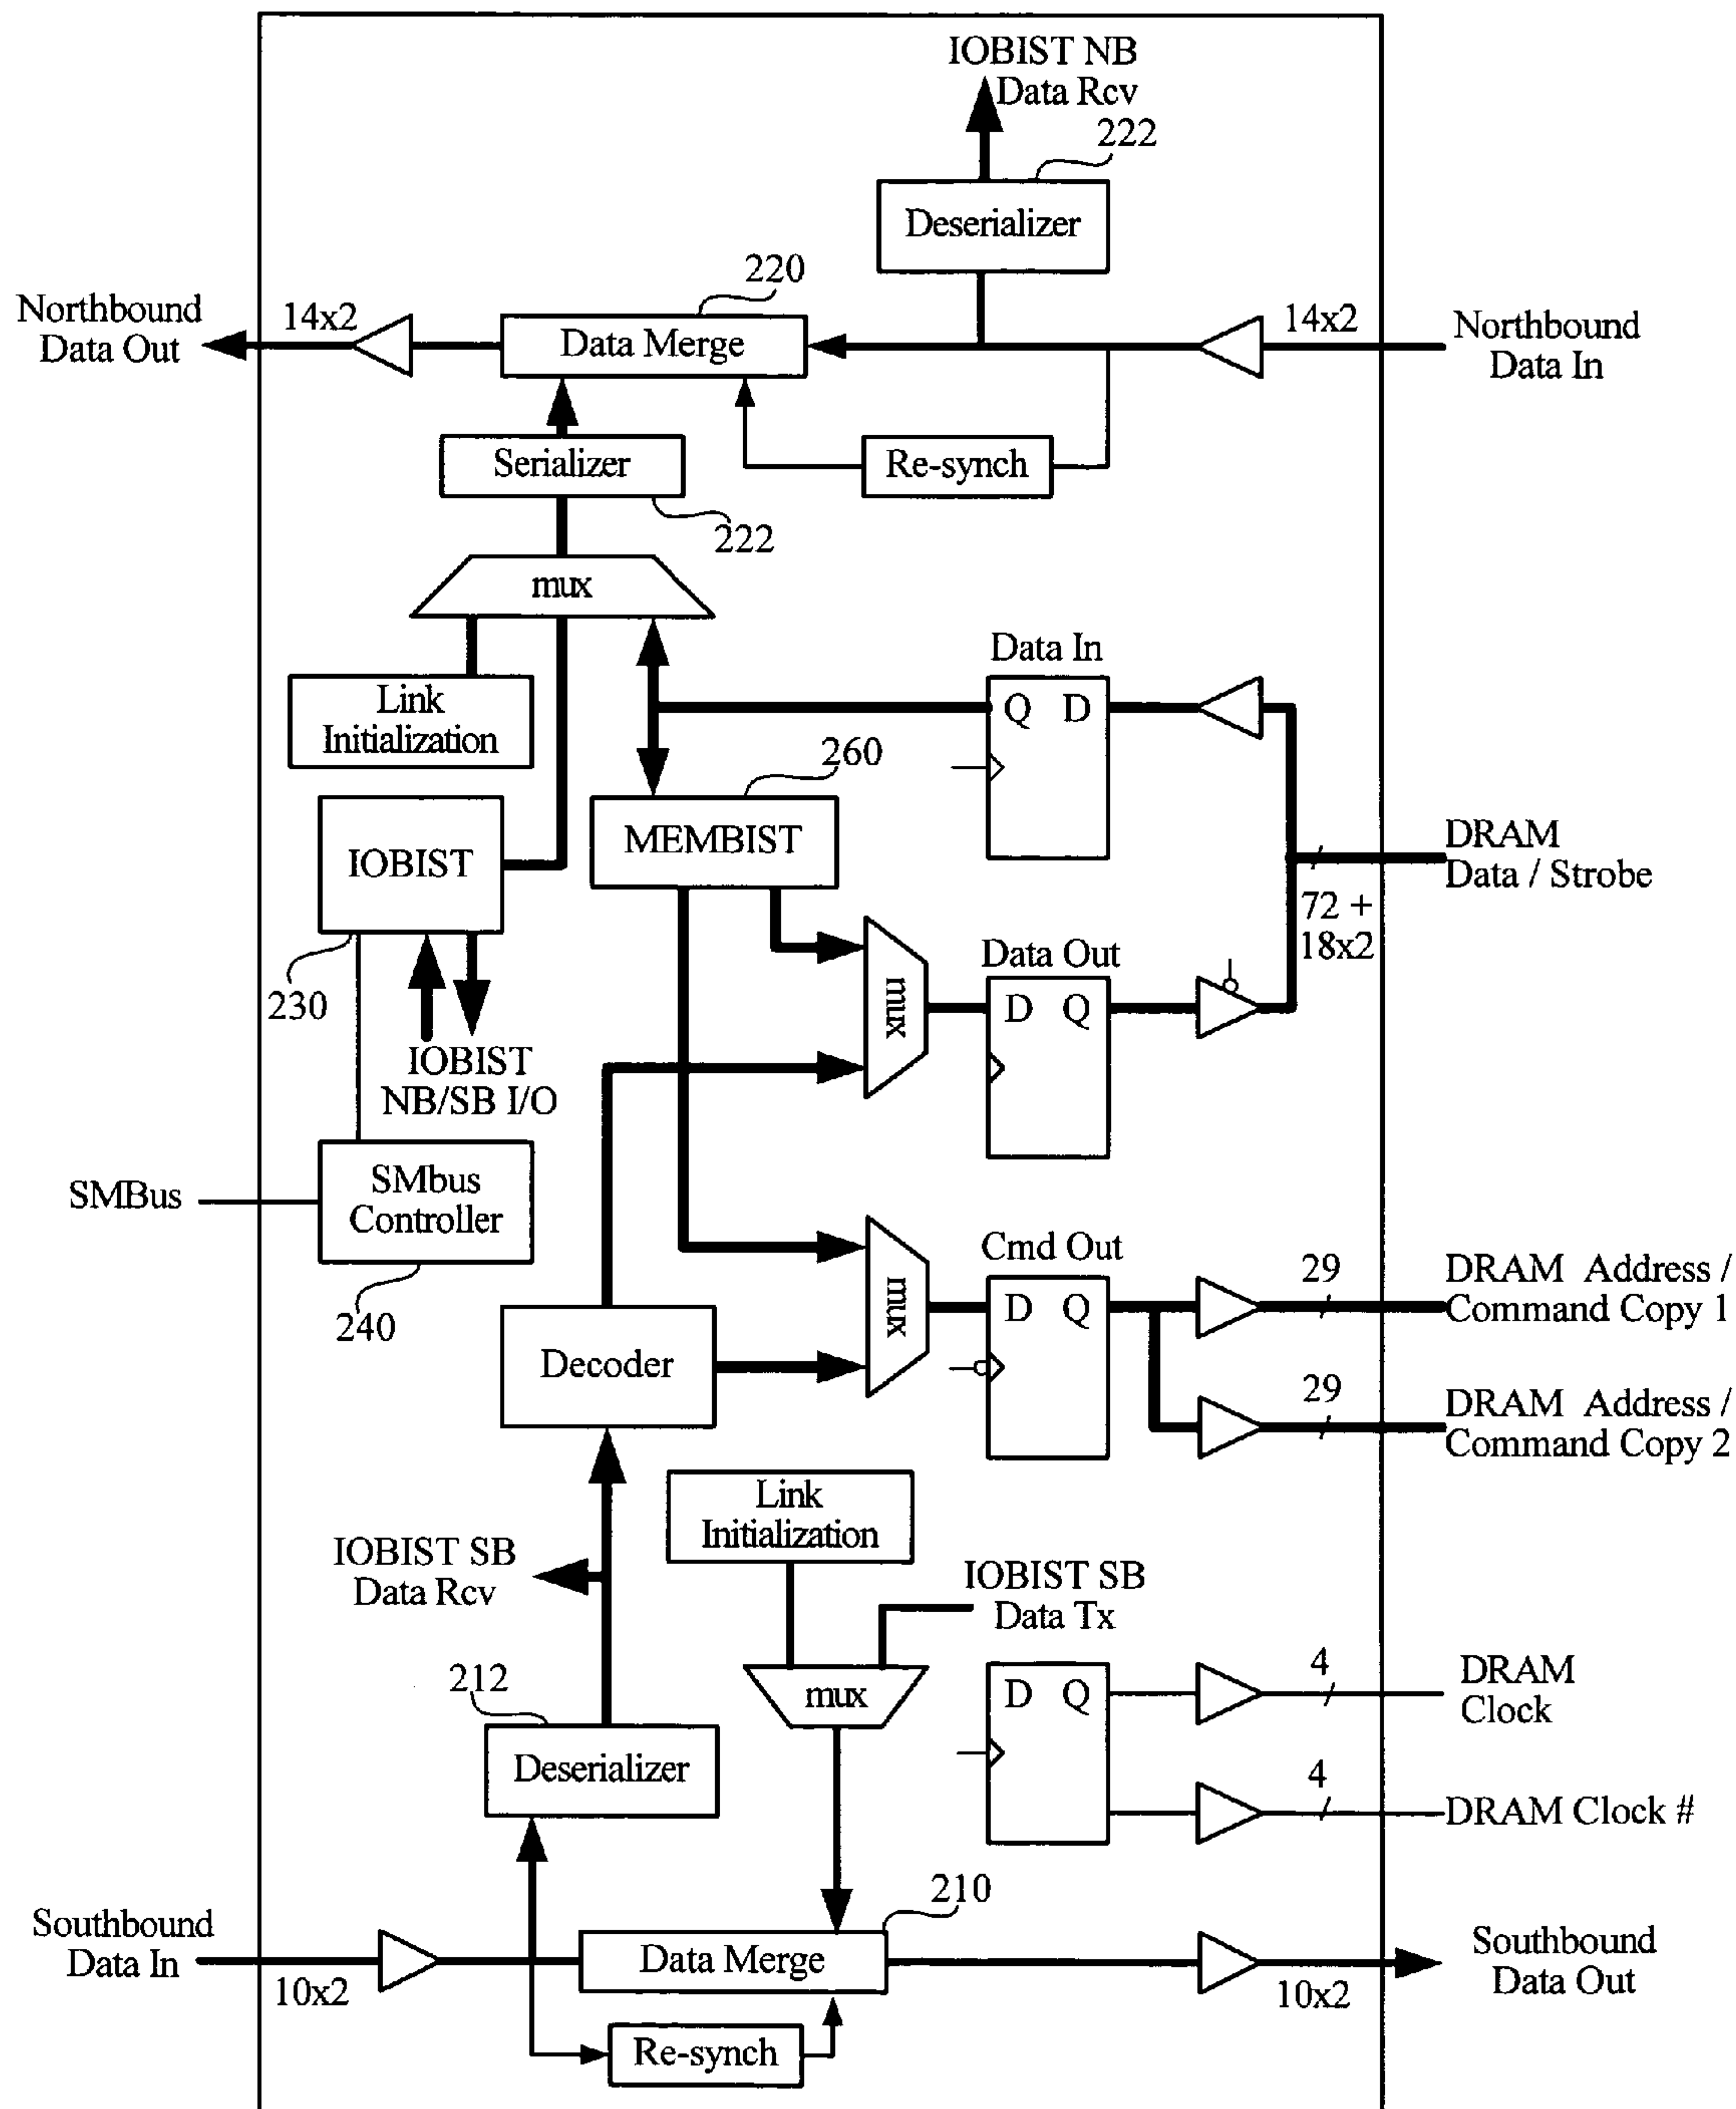 IOBIST NB
Data Rcv
222
Deserializer
220
Northbound
Data Out
14x2
Data Merge
14x2
Northbound
Data In
Serializer
Re-synch
222
mux
Data In
Link
Initialization
Q D
260
MEMBIST
IOBIST
DRAM
Data / Strobe
72 +
18x2
Data Out
mux
D Q
230
IOBIST
NB/SB I/O
SMBus
SMbus
Controller
240
Cmd Out
mux
D Q
29
DRAM Address /
Command Copy 1
Decoder
29
DRAM Address /
Command Copy 2
Link
Initialization
IOBIST SB
Data Rcv
IOBIST SB
Data Tx
212
mux
D Q
4
DRAM
Clock
Deserializer
4
DRAM Clock #
210
Southbound
Data In
10x2
Data Merge
10x2
Southbound
Data Out
Re-synch